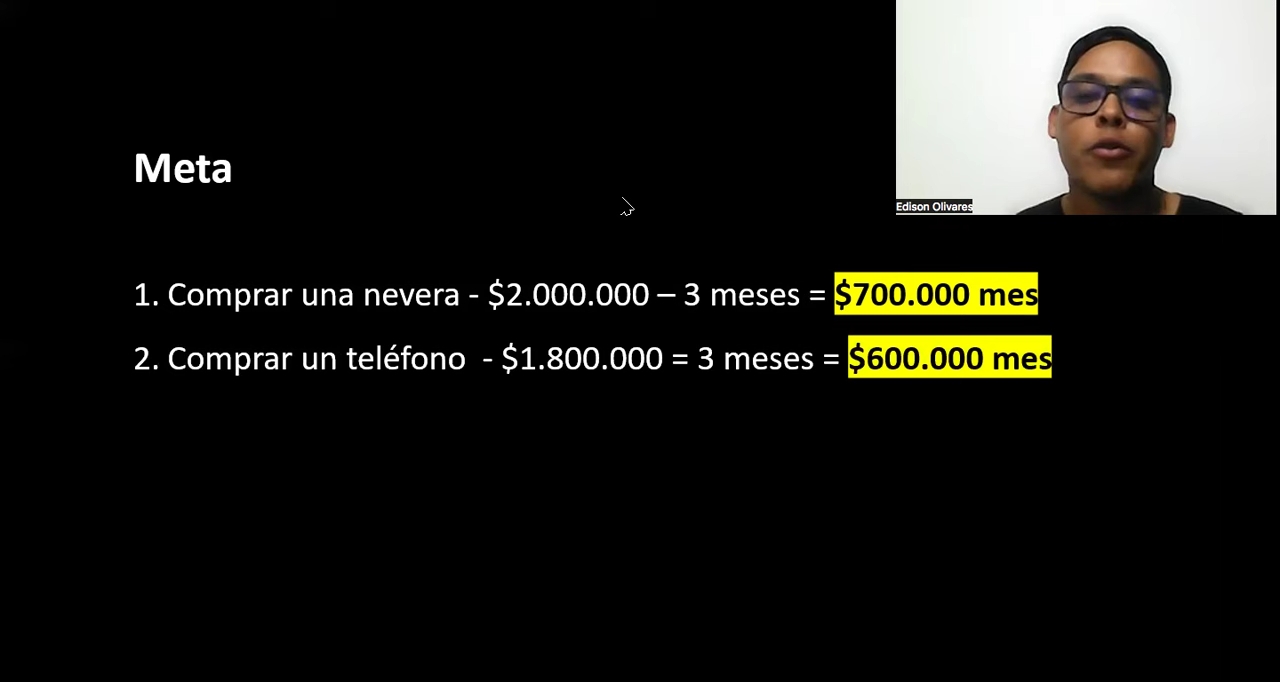 Meta
Edison Olivares
1. Comprar una nevera - $2.000.000 – 3 meses = $700.000 mes
2. Comprar un teléfono - $1.800.000 = 3 meses = $600.000 mes